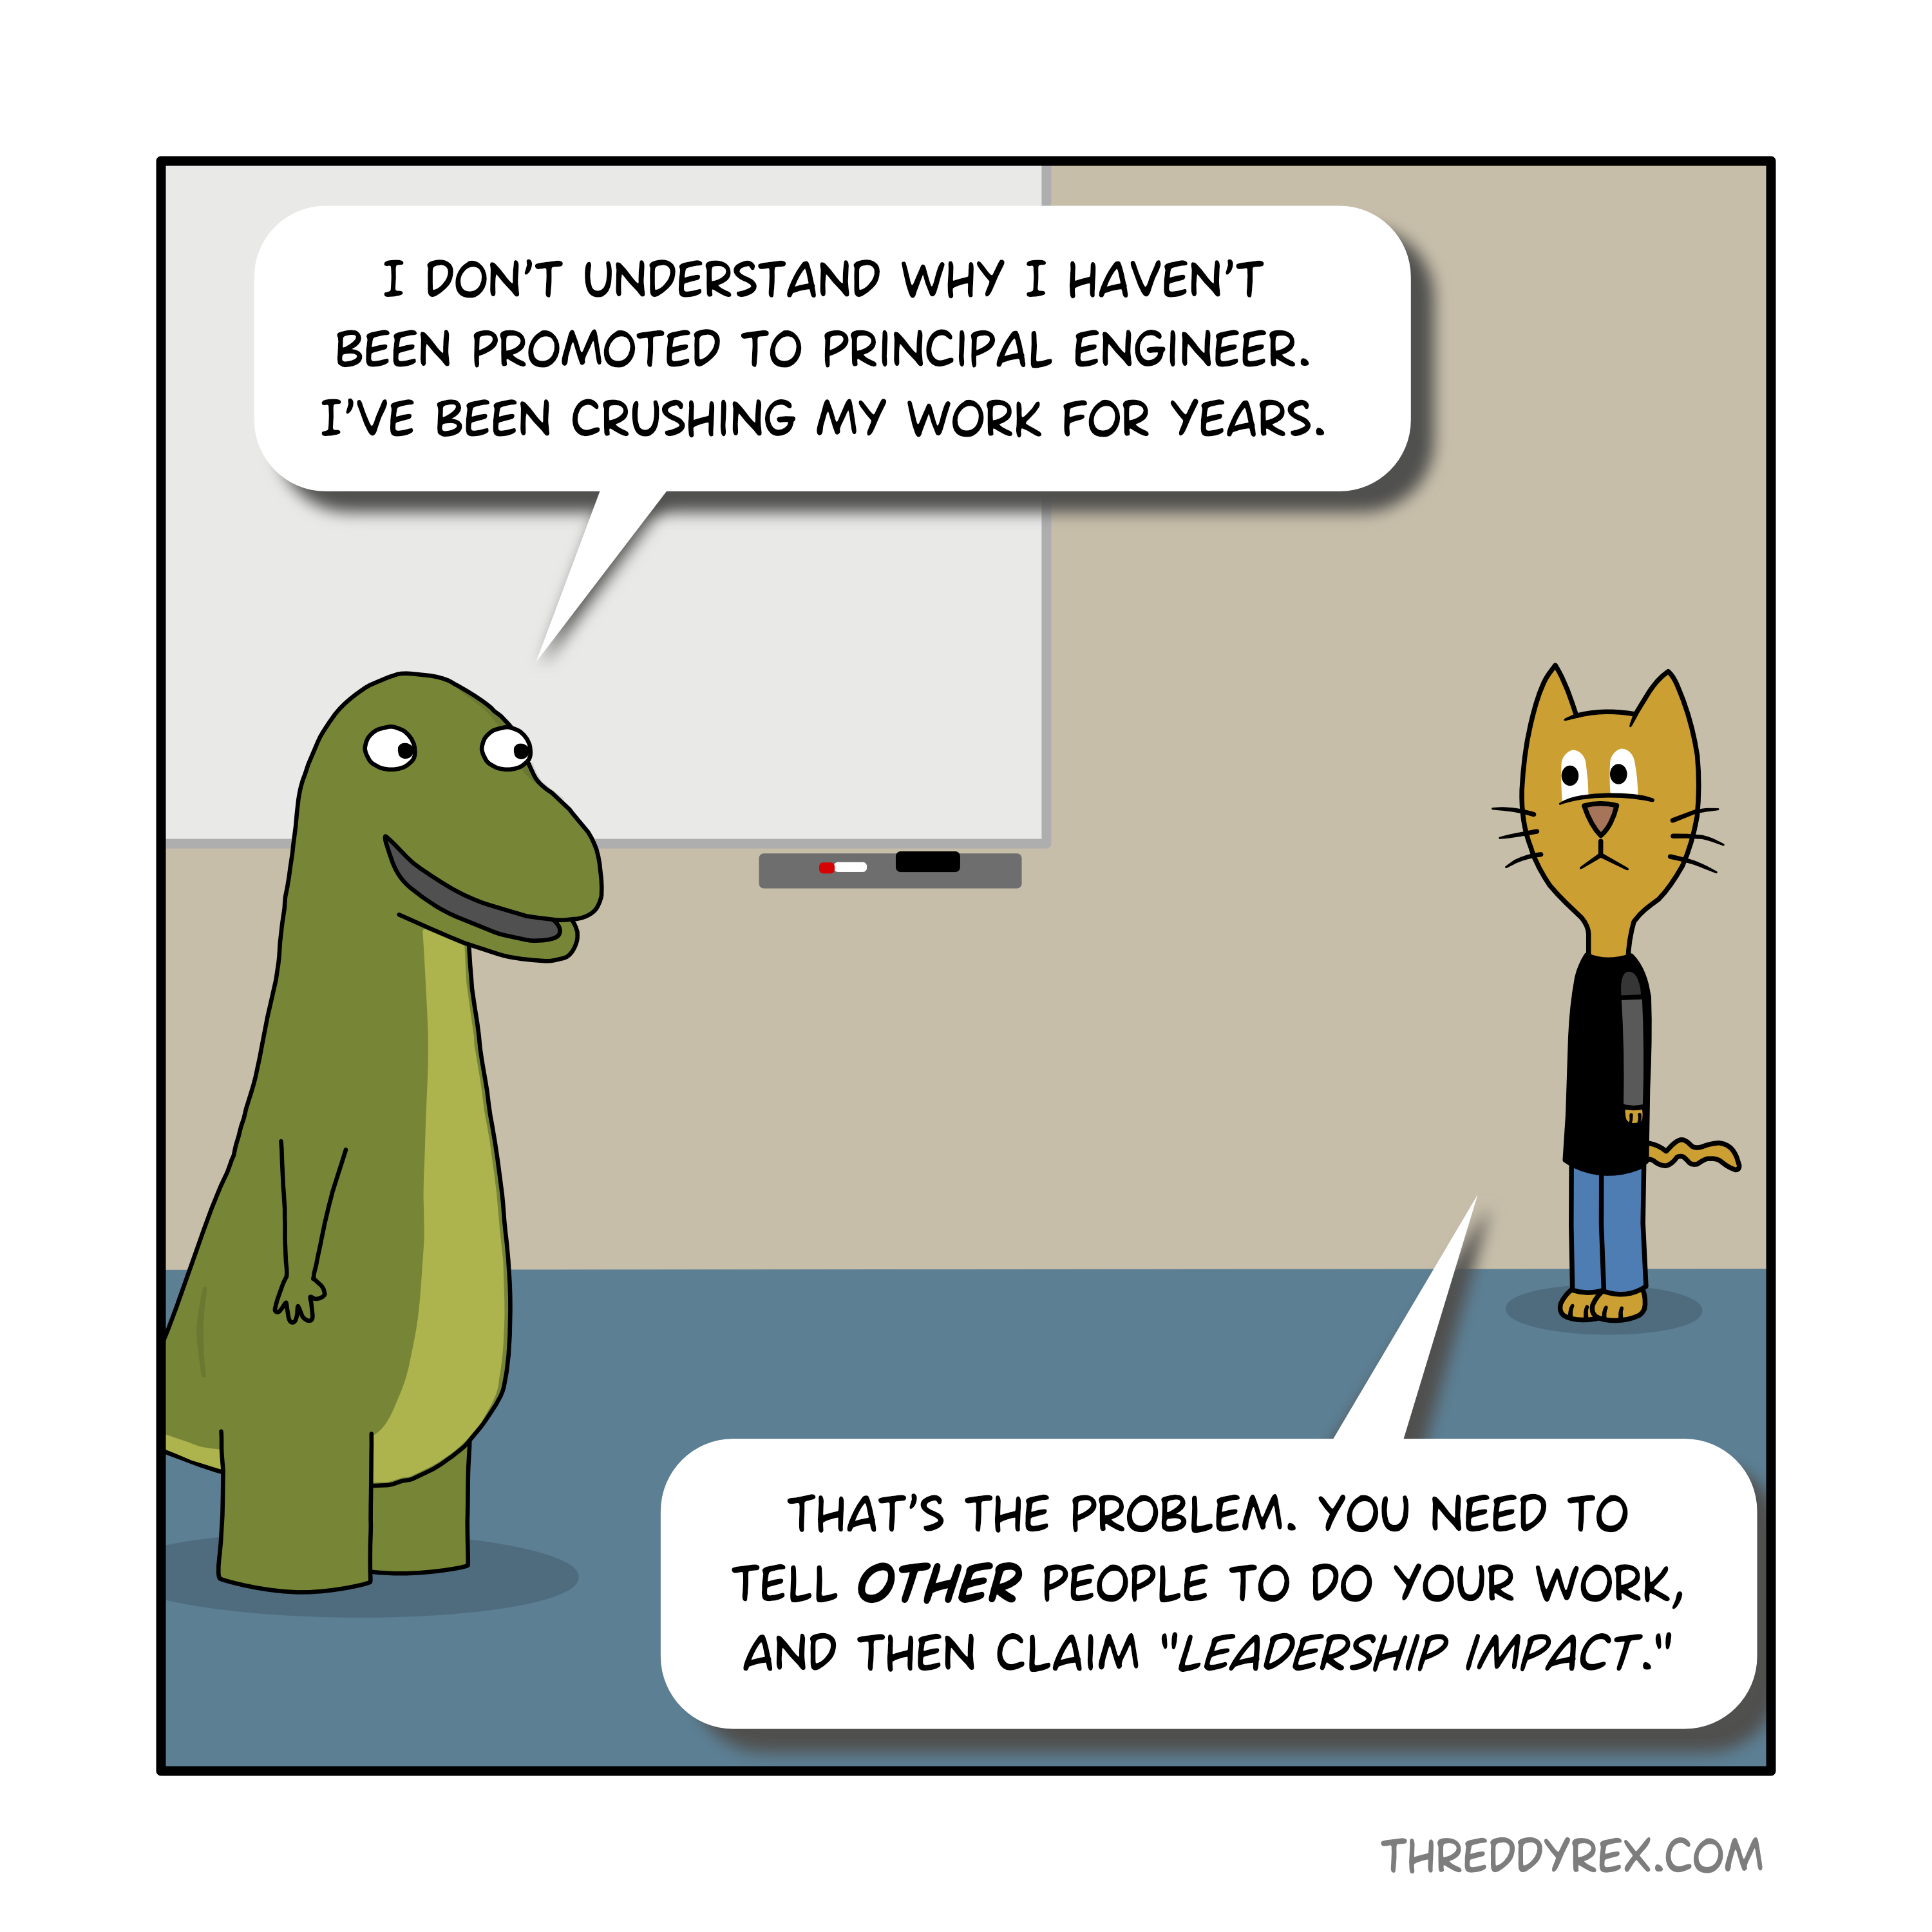 I DON'T UNDERSTAND WHY I HAVEN'T
BEEN PROMOTED TO PRINCIPAL ENGINEER.
I'VE BEEN CRUSHING MY WORK FOR YEARS.
THAT'S THE PROBLEM. YOU NEED TO
TELL OTHER PEOPLE TO DO YOUR WORK,
AND THEN CLAIM "LEADERSHIP IMPACT."
THREDDYREX.COM